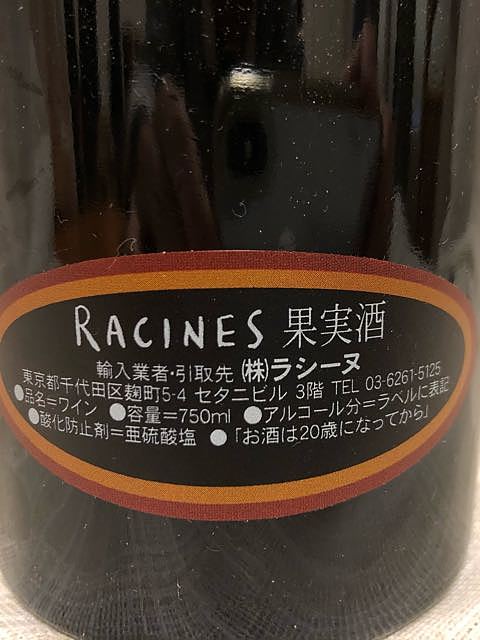 RACINES 果実酒
輸入業者・引取先 ㈱ラシーヌ
東京都千代田区麹町5-4 セタニビル 3階 TEL 03-6261-5125
●品名＝ワイン ●容量＝750ml ●アルコール分＝ラベルに表記
●酸化防止剤＝亜硫酸塩 ●「お酒は20歳になってから」